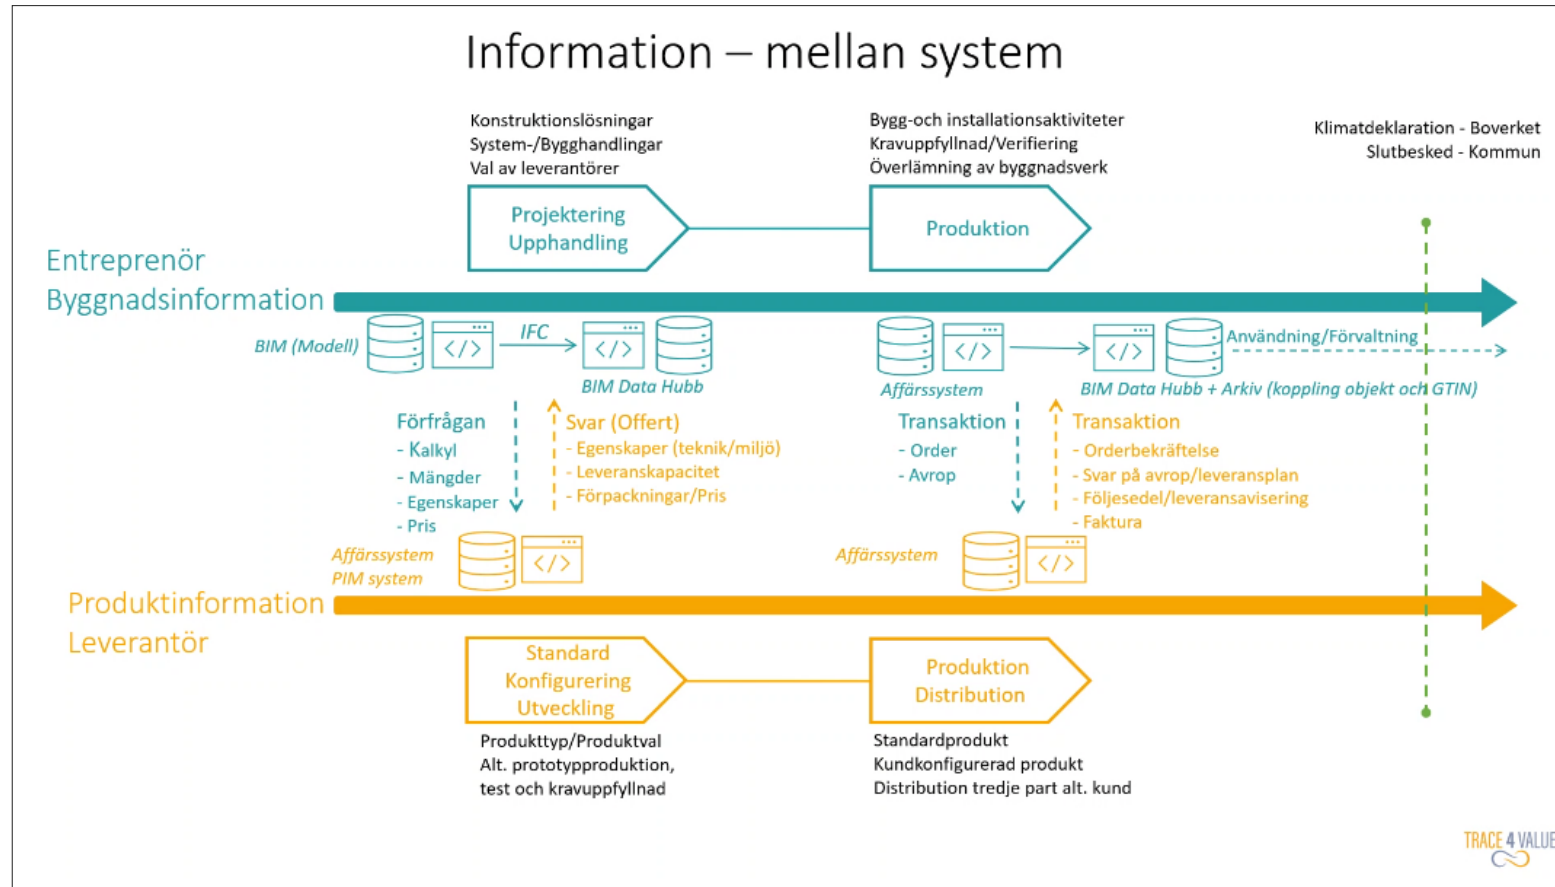 Information – mellan system
Konstruktionslösningar
System-/Bygghandlingar
Val av leverantörer
Bygg-och installationsaktiviteter
Kravuppfyllnad/Verifiering
Överlämning av byggnadsverk
Klimatdeklaration - Boverket
Slutbesked - Kommun
Projektering
Upphandling
Produktion
Entreprenör
Byggnadsinformation
BIM (Modell)
</>
IFC
</>
BIM Data Hubb
Affärssystem
</>
</>
Användning/Förvaltning
BIM Data Hubb + Arkiv (koppling objekt och GTIN)
Förfrågan
- Kalkyl
- Mängder
- Egenskaper
- Pris
Svar (Offert)
- Egenskaper (teknik/miljö)
- Leveranskapacitet
- Förpackningar/Pris
Transaktion
- Order
- Avrop
Transaktion
- Orderbekräftelse
- Svar på avrop/leveransplan
- Följesedel/leveransavisering
- Faktura
Affärssystem
PIM system
</>
Affärssystem
</>
Produktinformation
Leverantör
Standard
Konfigurering
Utveckling
Produktion
Distribution
Produkttyp/Produktval
Alt. prototypproduktion,
test och kravuppfyllnad
Standardprodukt
Kundkonfigurerad produkt
Distribution tredje part alt. kund
TRACE 4 VALUE